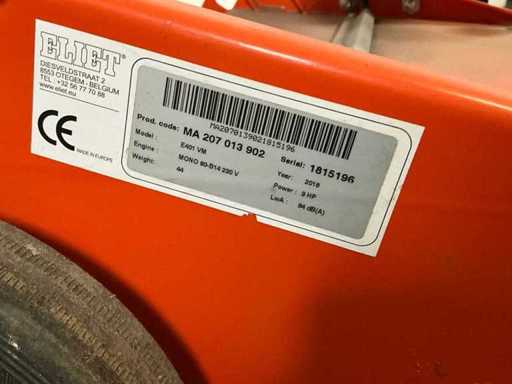 ELIET
DIESVELDSTRAAT 2
8553 OTEGEM - BELGIUM
TEL.: +32 56 77 70 88
www.eliet.eu
CE
MADE IN EUROPE
MA2070139021815196
Prod. code: MA 207 013 902 Serial: 1815196
Model: E401 VM Year: 2018
Engine: MONO 80-B14 230 V Power: 3 HP
Weight: 44 LwA: 94 dB(A)